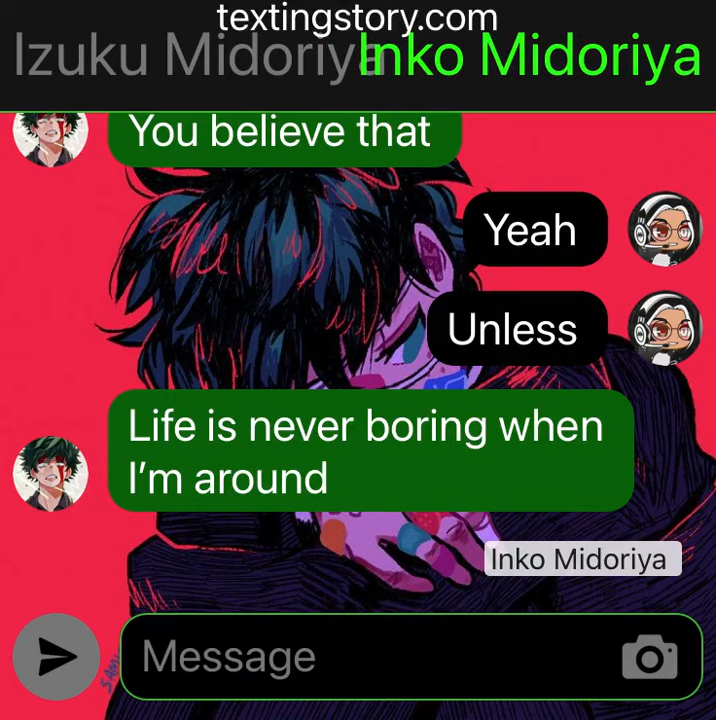 textingstory.com
Izuku Midoriya
Inko Midoriya
You believe that
Yeah
Unless
Life is never boring when
I'm around
Inko Midoriya
Message